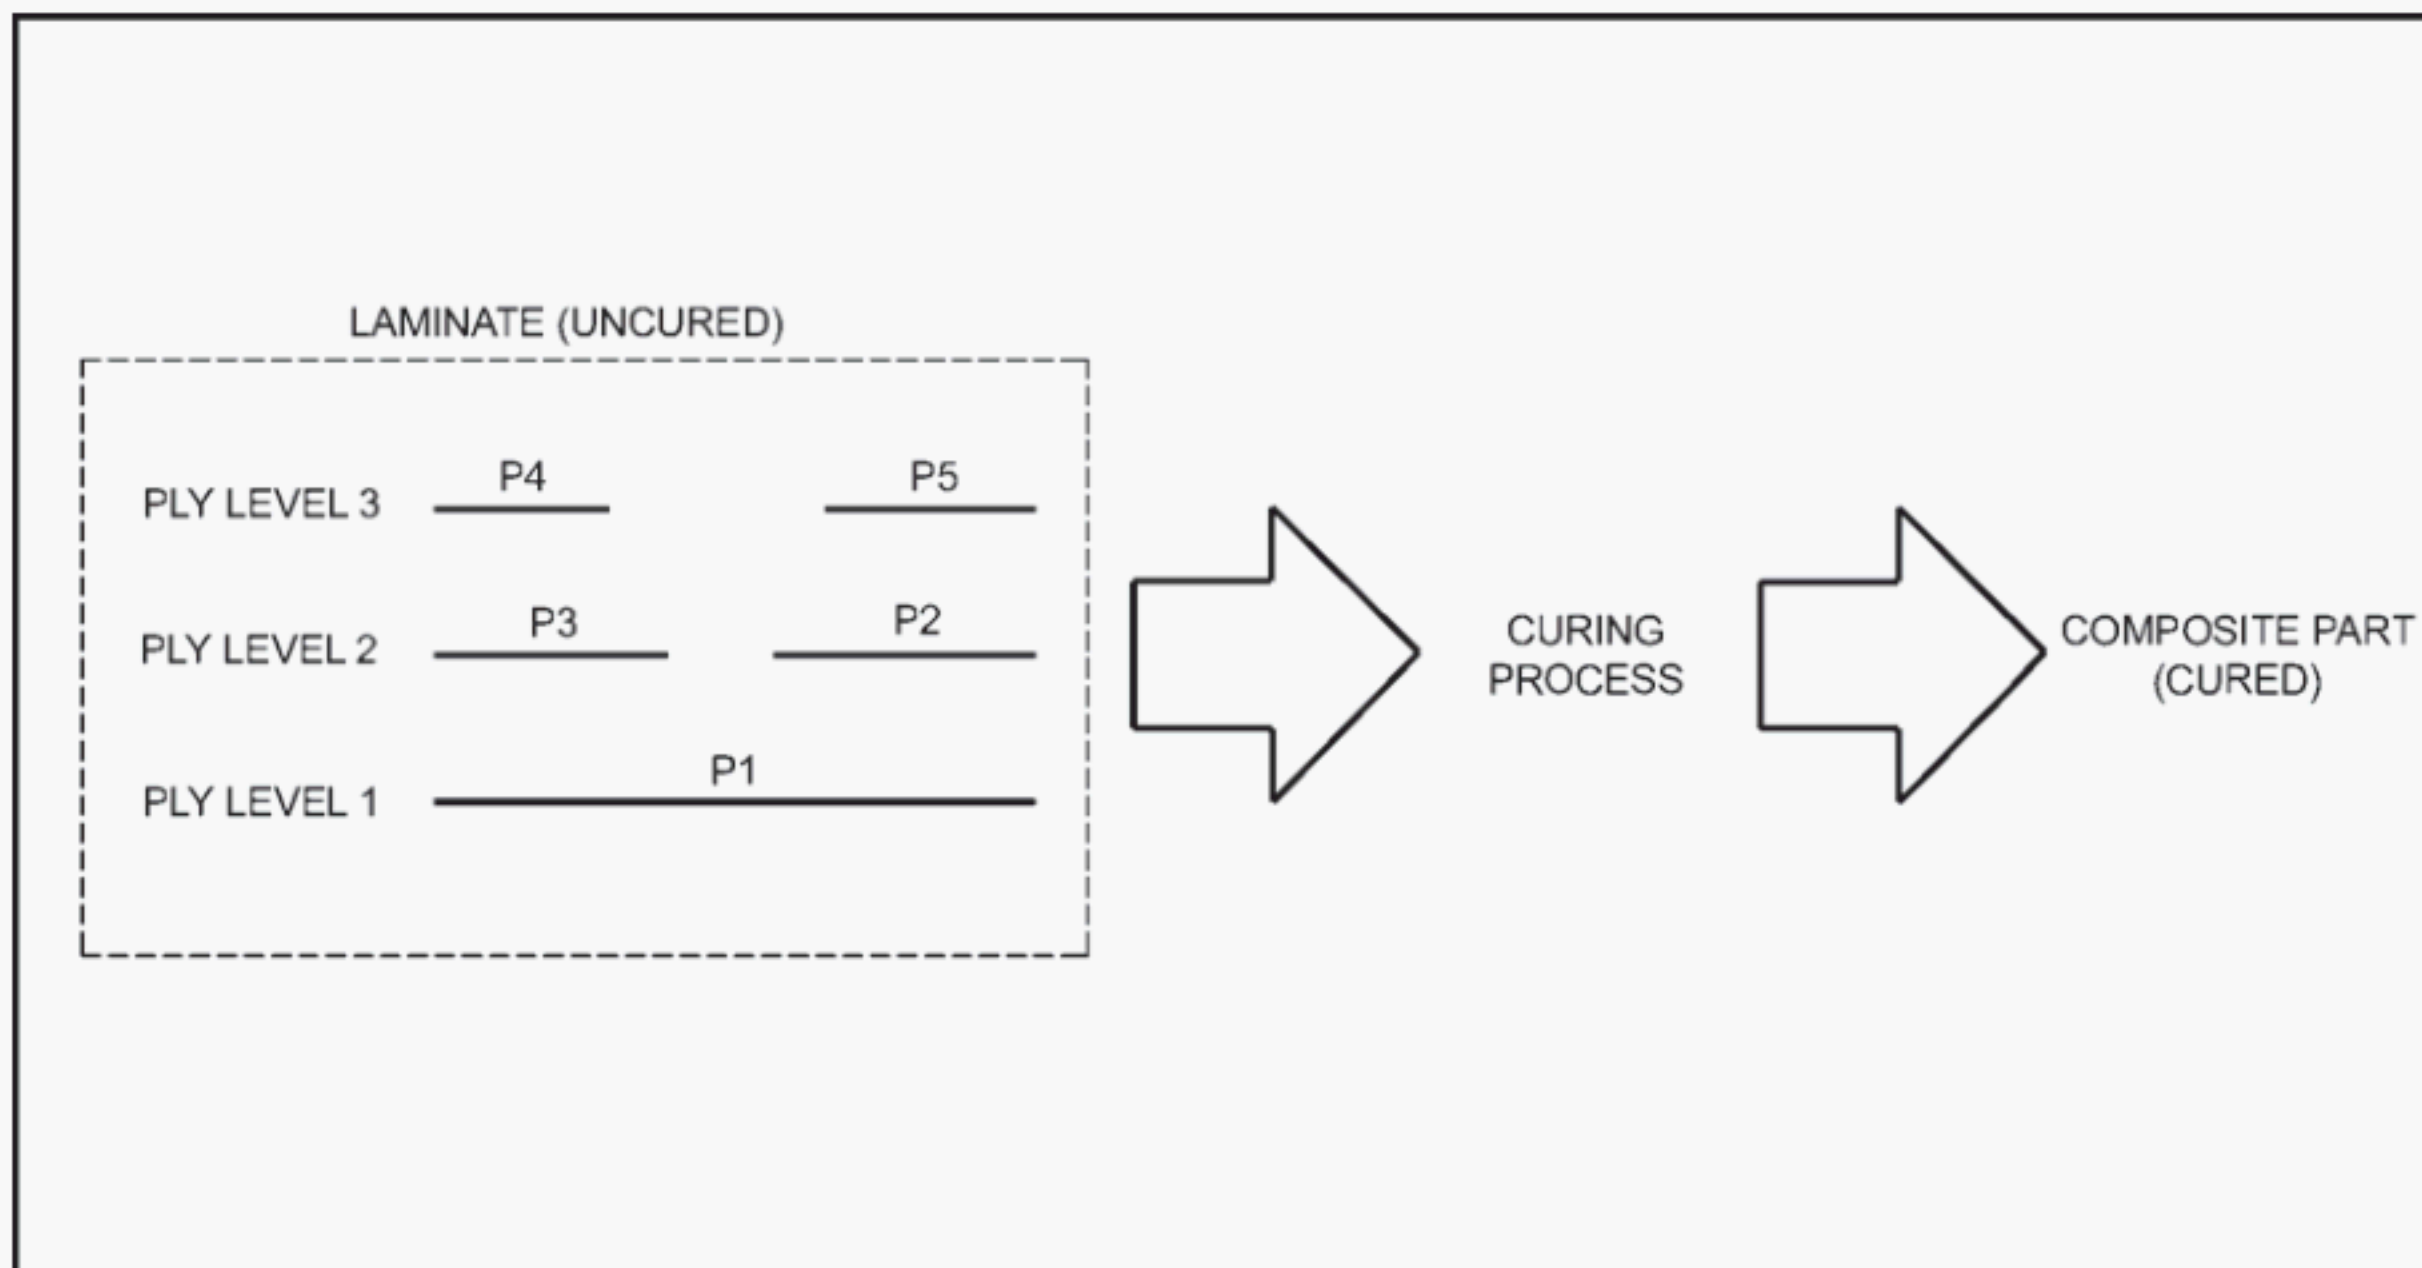 LAMINATE (UNCURED)
P4
P5
PLY LEVEL 3
P3
P2
PLY LEVEL 2
P1
PLY LEVEL 1
CURING
PROCESS
COMPOSITE PART
(CURED)